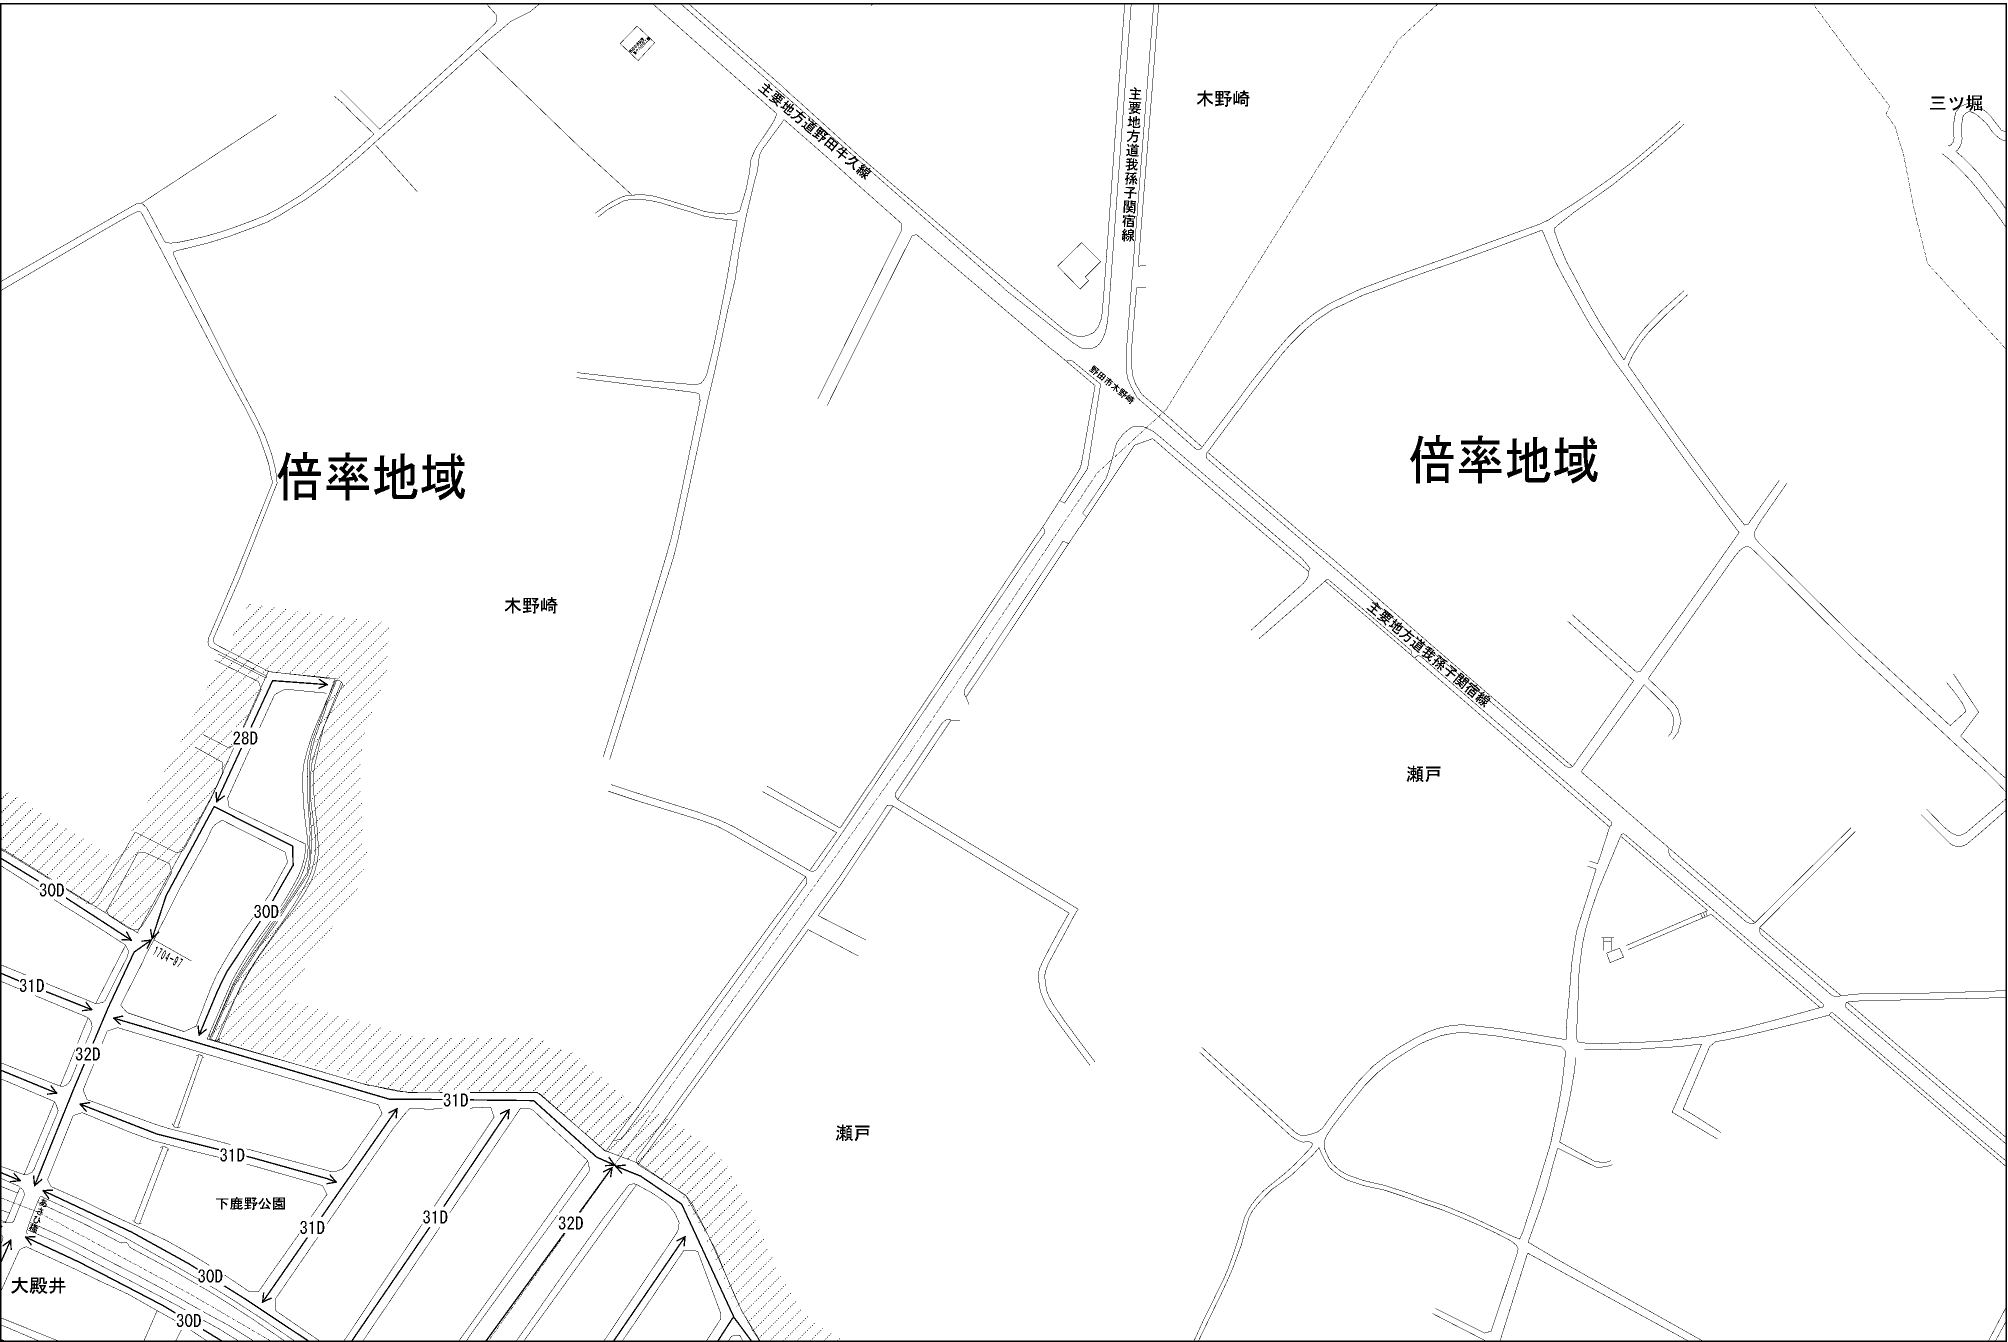 主要地方道野田牛久線
主要地方道我孫子関宿線
木野崎
三ツ堀
野田市木野崎
倍率地域
倍率地域
木野崎
主要地方道我孫子関宿線
瀬戸
28D
30D
30D
1704-87
31D
32D
31D
瀬戸
31D
下鹿野公園
31D
31D
32D
30D
大殿井
30D